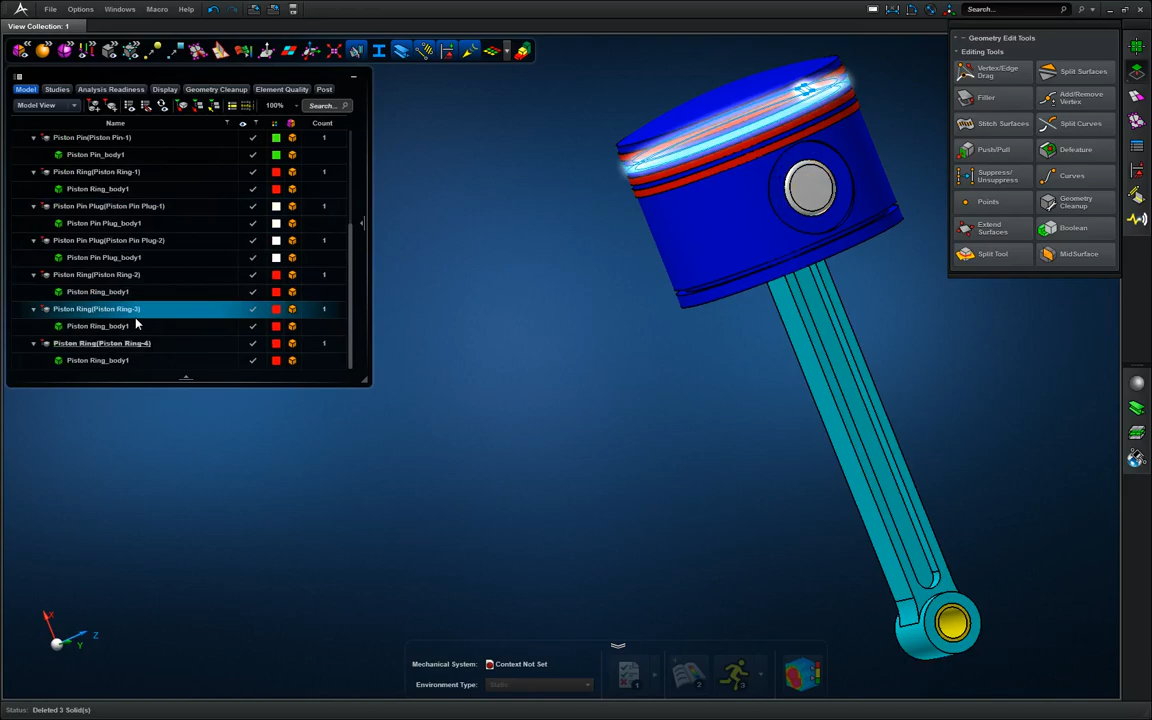 File Options Windows Macro Help
Search...
View Collection: 1
Geometry Edit Tools
Editing Tools
Vertex/Edge Drag
Split Surfaces
Filler
Add/Remove Vertex
Stitch Surfaces
Split Curves
Push/Pull
Defeature
Suppress/ Unsuppress
Curves
Points
Geometry Cleanup
Extend Surfaces
Boolean
Split Tool
MidSurface
Model Studies Analysis Readiness Display Geometry Cleanup Element Quality Post
Model View 100% Search...
Name Count
Piston Pin(Piston Pin-1) 1
Piston Pin_body1
Piston Ring(Piston Ring-1) 1
Piston Ring_body1
Piston Pin Plug(Piston Pin Plug-1) 1
Piston Pin Plug_body1
Piston Pin Plug(Piston Pin Plug-2) 1
Piston Pin Plug_body1
Piston Ring(Piston Ring-2) 1
Piston Ring_body1
Piston Ring(Piston Ring-3) 1
Piston Ring_body1
Piston Ring(Piston Ring-4) 1
Piston Ring_body1
X
Z
Y
Mechanical System: Context Not Set
Environment Type: Static
1 2 3
Status: Deleted 3 Solid(s)